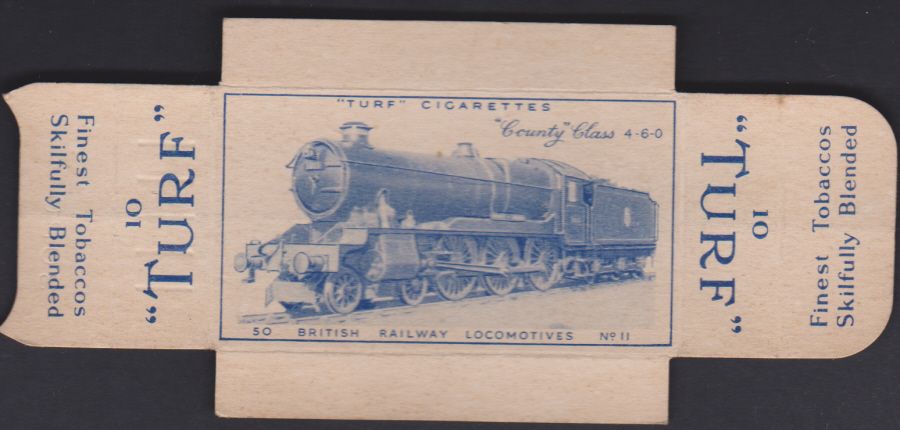 Finest Tobaccos
Skilfully Blended
10
"TURF"
"TURF" CIGARETTES
"County" Class 4-6-0
50 BRITISH RAILWAY LOCOMOTIVES Nº 11
"TURF"
10
Finest Tobaccos
Skilfully Blended